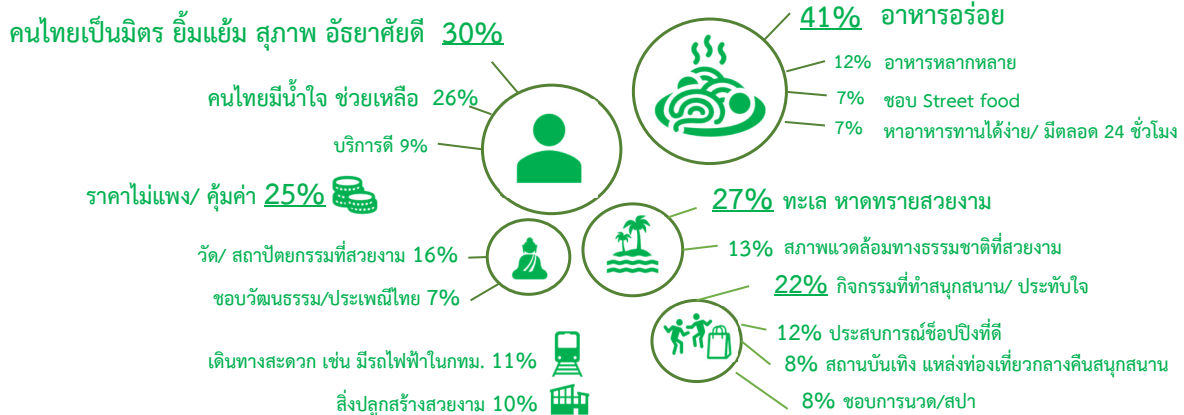 คนไทยเป็นมิตร ยิ้มแย้ม สุภาพ อัธยาศัยดี 30%
คนไทยมีน้ำใจ ช่วยเหลือ 26%
บริการดี 9%
41% อาหารอร่อย
12% อาหารหลากหลาย
7% ชอบ Street food
7% หาอาหารทานได้ง่าย/ มีตลอด 24 ชั่วโมง
ราคาไม่แพง/ คุ้มค่า 25%
27% ทะเล หาดทรายสวยงาม
13% สภาพแวดล้อมทางธรรมชาติที่สวยงาม
วัด/ สถาปัตยกรรมที่สวยงาม 16%
ชอบวัฒนธรรม/ประเพณีไทย 7%
22% กิจกรรมที่ทำสนุกสนาน/ ประทับใจ
12% ประสบการณ์ช็อปปิงที่ดี
8% สถานบันเทิง แหล่งท่องเที่ยวกลางคืนสนุกสนาน
8% ชอบการนวด/สปา
เดินทางสะดวก เช่น มีรถไฟฟ้าในกทม. 11%
สิ่งปลูกสร้างสวยงาม 10%